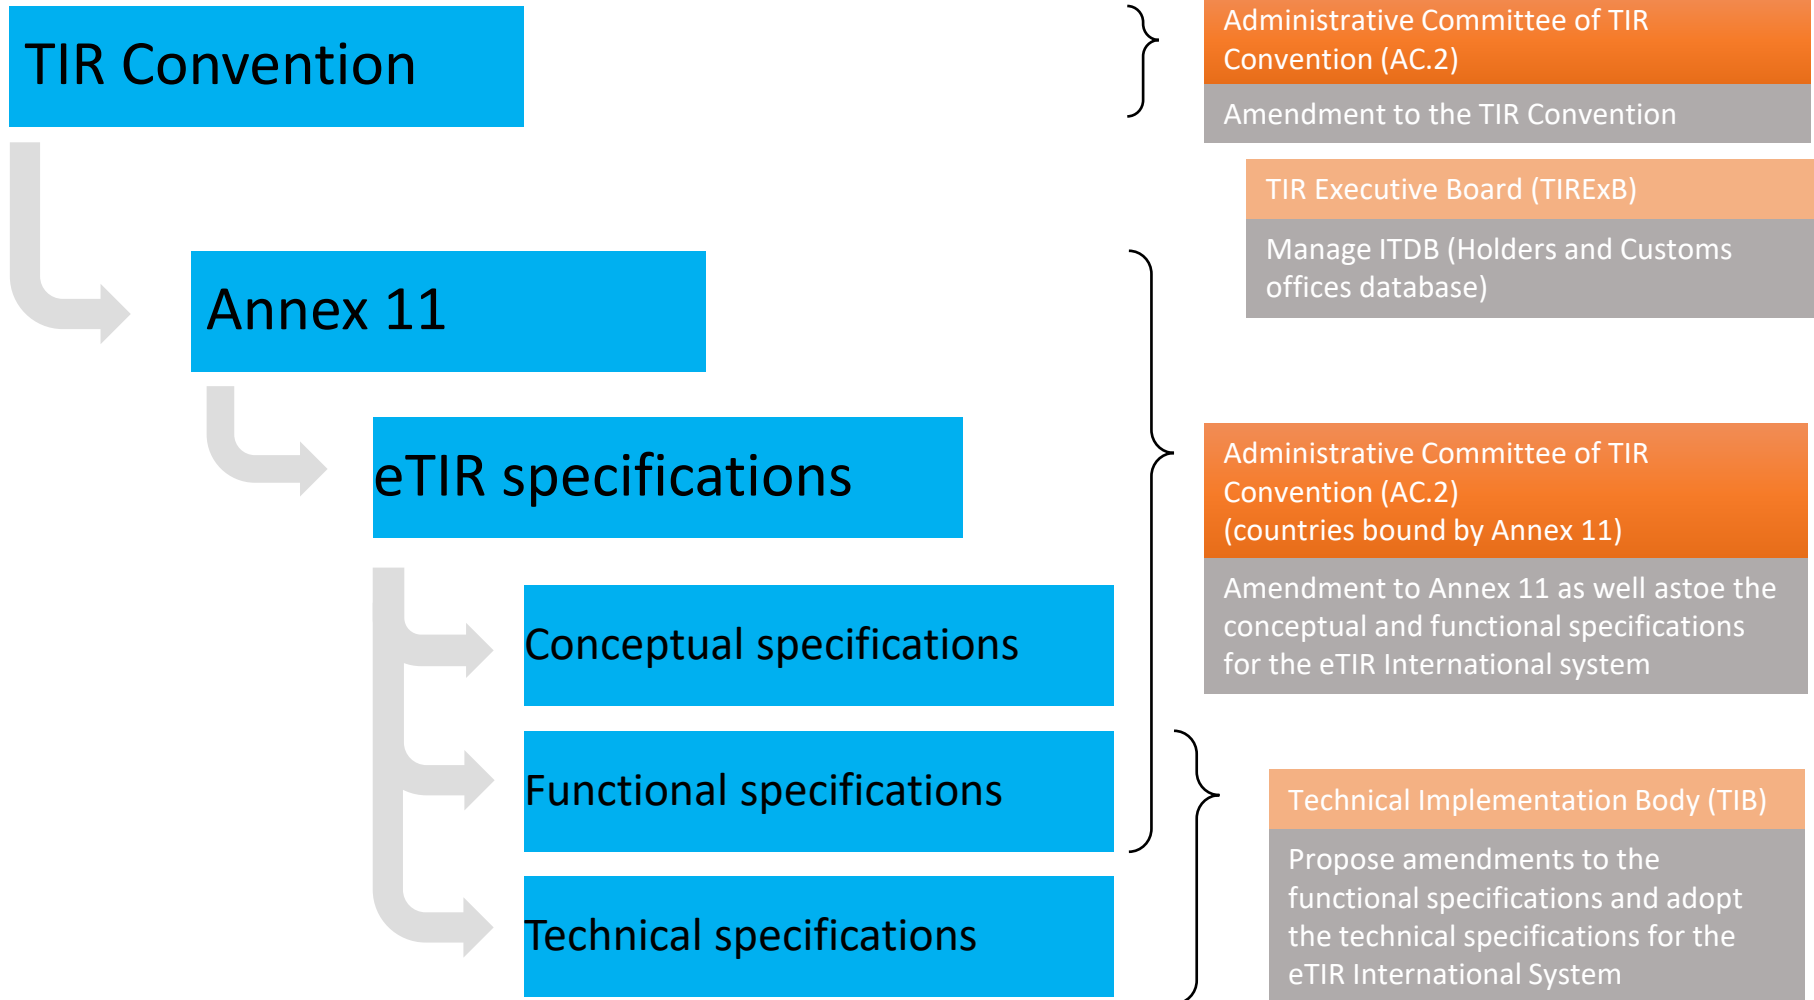 TIR Convention
Annex 11
eTIR specifications
Conceptual specifications
Functional specifications
Technical specifications
Administrative Committee of TIR
Convention (AC.2)
Amendment to the TIR Convention
TIR Executive Board (TIRExB)
Manage ITDB (Holders and Customs
offices database)
Administrative Committee of TIR
Convention (AC.2)
(countries bound by Annex 11)
Amendment to Annex 11 as well astoe the
conceptual and functional specifications
for the eTIR International system
Technical Implementation Body (TIB)
Propose amendments to the
functional specifications and adopt
the technical specifications for the
eTIR International System